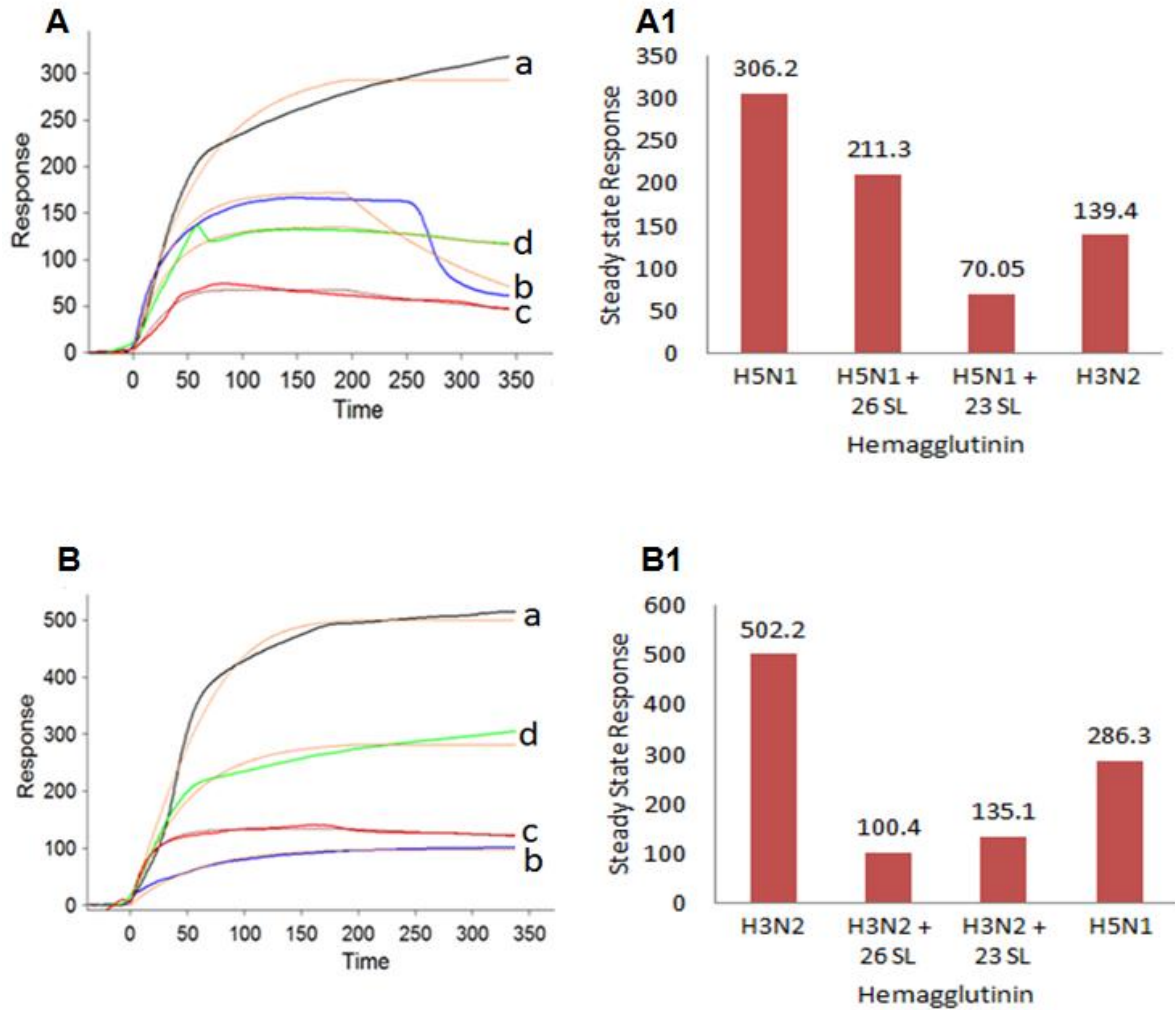 A
Response
300
250
200
150
100
50
0
0 50 100 150 200 250 300 350
Time
a
d
b
c
A1
Steady state Response
350
300
250
200
150
100
50
0
306.2
211.3
70.05
139.4
H5N1 H5N1 + H5N1 + H3N2
26 SL 23 SL
Hemagglutinin
B
Response
500
400
300
200
100
0
0 50 100 150 200 250 300 350
Time
a
d
c
b
B1
Steady State Response
600
500
400
300
200
100
0
502.2
100.4
135.1
286.3
H3N2 H3N2 + H3N2 + H5N1
26 SL 23 SL
Hemagglutinin